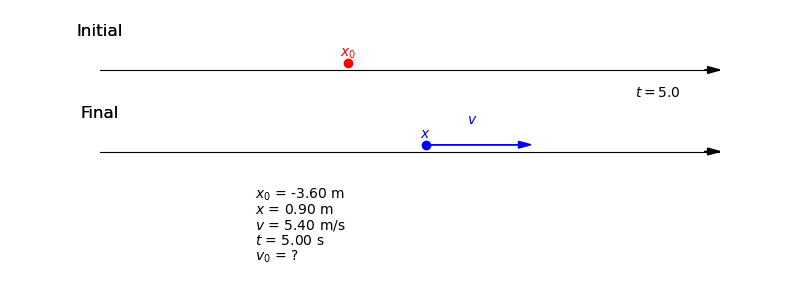 Initial
x₀
t = 5.0
Final
v
x
x₀ = -3.60 m
x = 0.90 m
v = 5.40 m/s
t = 5.00 s
v₀ = ?